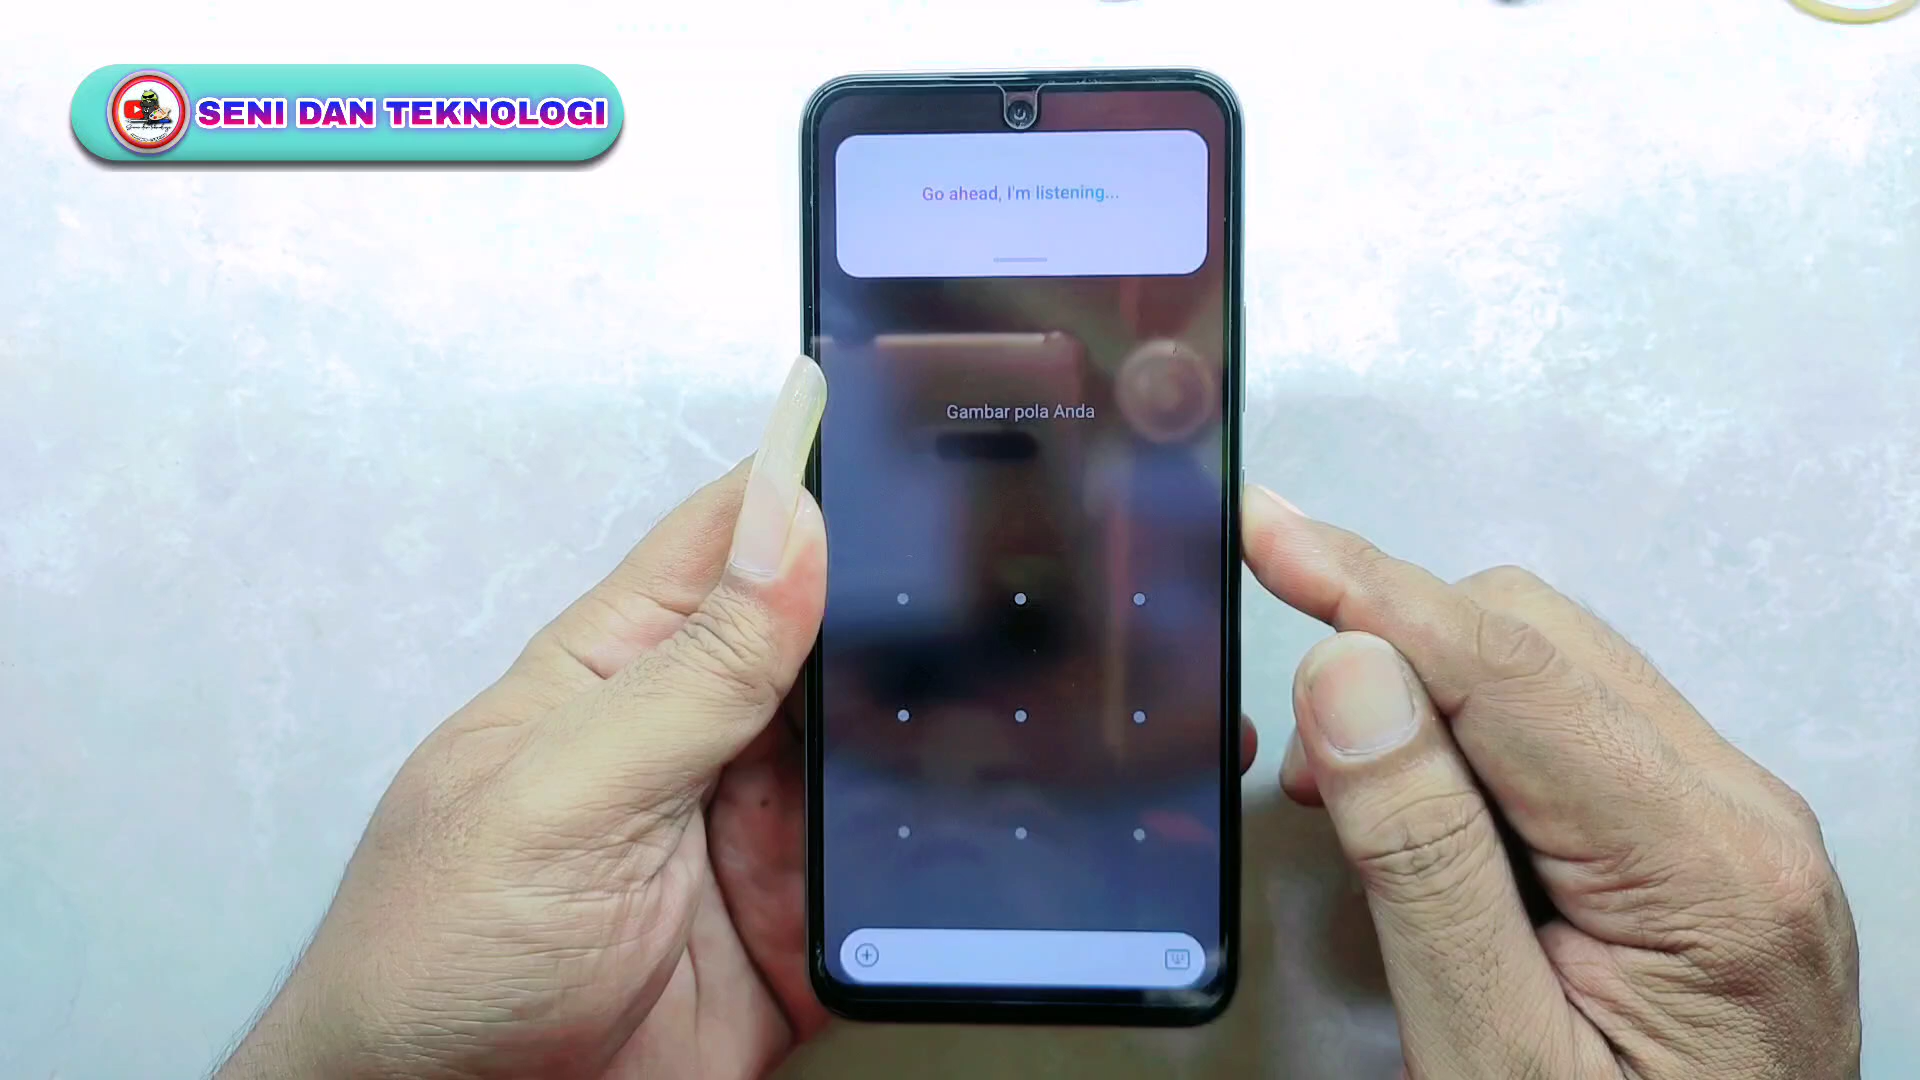 SENI DAN TEKNOLOGI
Go ahead, I'm listening...
Gambar pola Anda